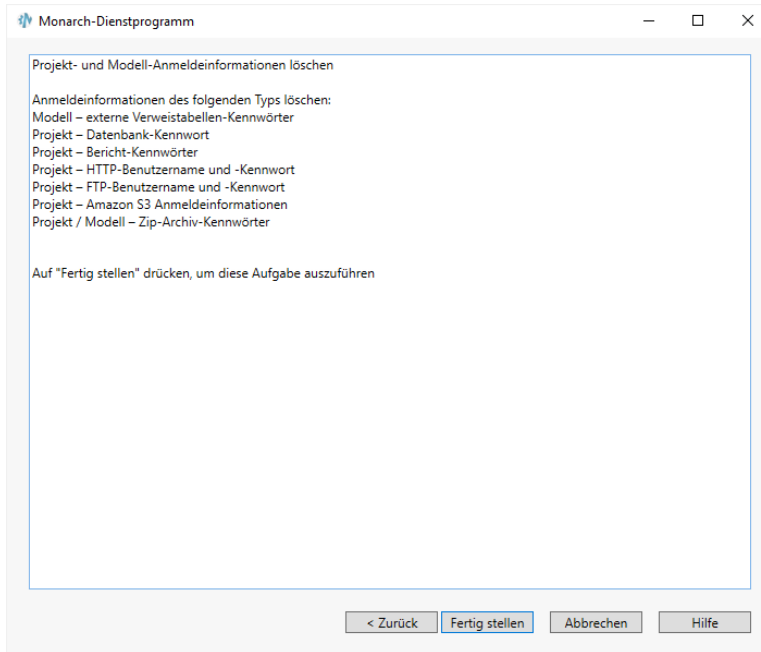 Monarch-Dienstprogramm
Projekt- und Modell-Anmeldeinformationen löschen
Anmeldeinformationen des folgenden Typs löschen:
Modell – externe Verweistabellen-Kennwörter
Projekt – Datenbank-Kennwort
Projekt – Bericht-Kennwörter
Projekt – HTTP-Benutzername und -Kennwort
Projekt – FTP-Benutzername und -Kennwort
Projekt – Amazon S3 Anmeldeinformationen
Projekt / Modell – Zip-Archiv-Kennwörter
Auf "Fertig stellen" drücken, um diese Aufgabe auszuführen
< Zurück Fertig stellen Abbrechen Hilfe